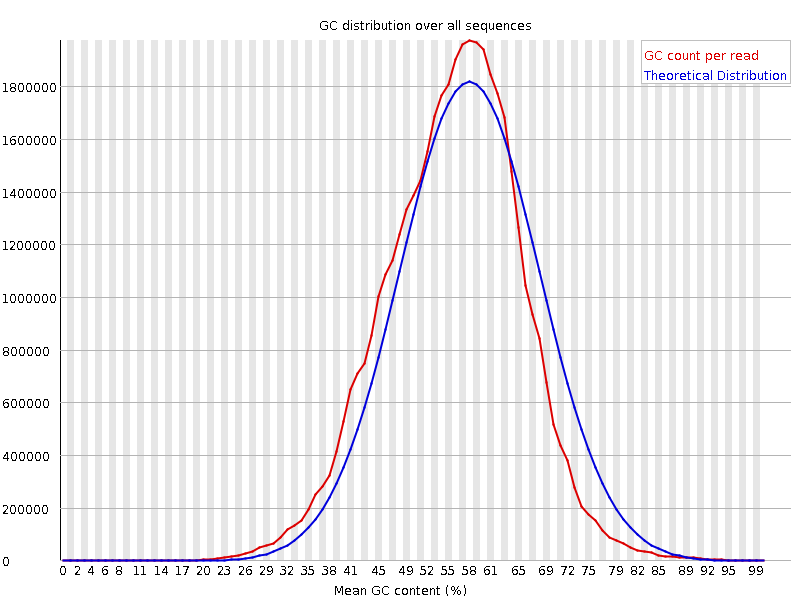 GC distribution over all sequences
GC count per read
Theoretical Distribution
1800000
1600000
1400000
1200000
1000000
800000
600000
400000
200000
0
0 2 4 6 8 11 14 17 20 23 26 29 32 35 38 41 45 49 52 55 58 61 65 69 72 75 78 82 85 89 92 95 99
Mean GC content (%)